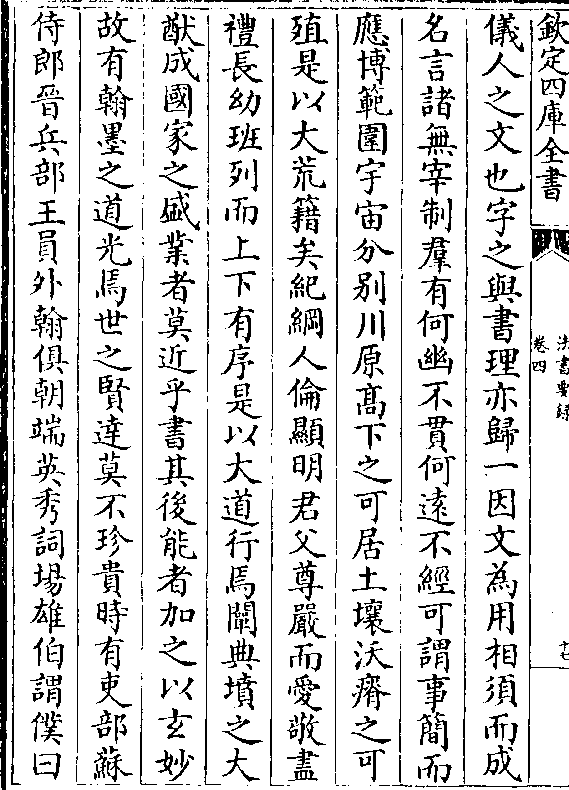 欽定四庫全書
法書要錄
卷四
十七
儀人之文也字之與書理亦歸一因文為用相須而成
名言諸無宰制羣有何幽不貫何逺不經可謂事簡而
應博範圍宇宙分别川原髙下之可居土壤沃瘠之可
殖是以大荒籍矣紀綱人倫顯明君父尊嚴而愛敬盡
禮長幼班列而上下有序是以大道行焉闡典墳之大
猷成國家之盛業者莫近乎書其後能者加之以玄妙
故有翰墨之道光焉世之賢達莫不珍貴時有吏部蘇
侍郎晉兵部王員外翰俱朝端英秀詞場雄伯謂僕曰